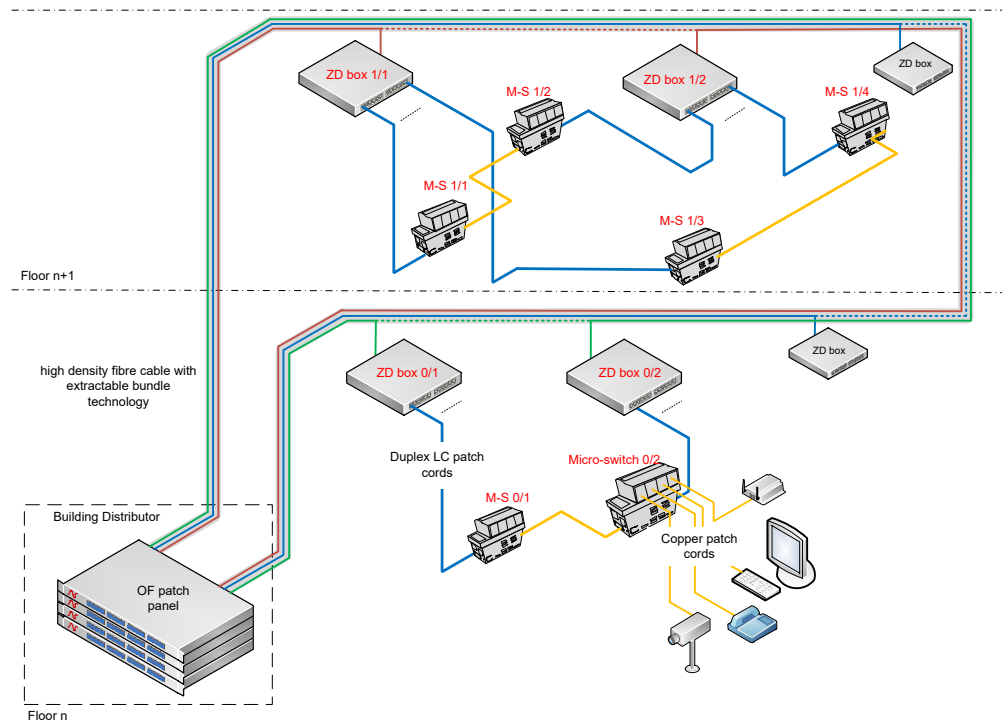 ZD box 1/1
ZD box 1/2
ZD box
M-S 1/2
M-S 1/4
M-S 1/1
M-S 1/3
Floor n+1
high density fibre cable with
extractable bundle
technology
ZD box 0/1
ZD box 0/2
ZD box
Duplex LC patch
cords
Micro-switch 0/2
M-S 0/1
Copper patch
cords
Building Distributor
OF patch
panel
Floor n